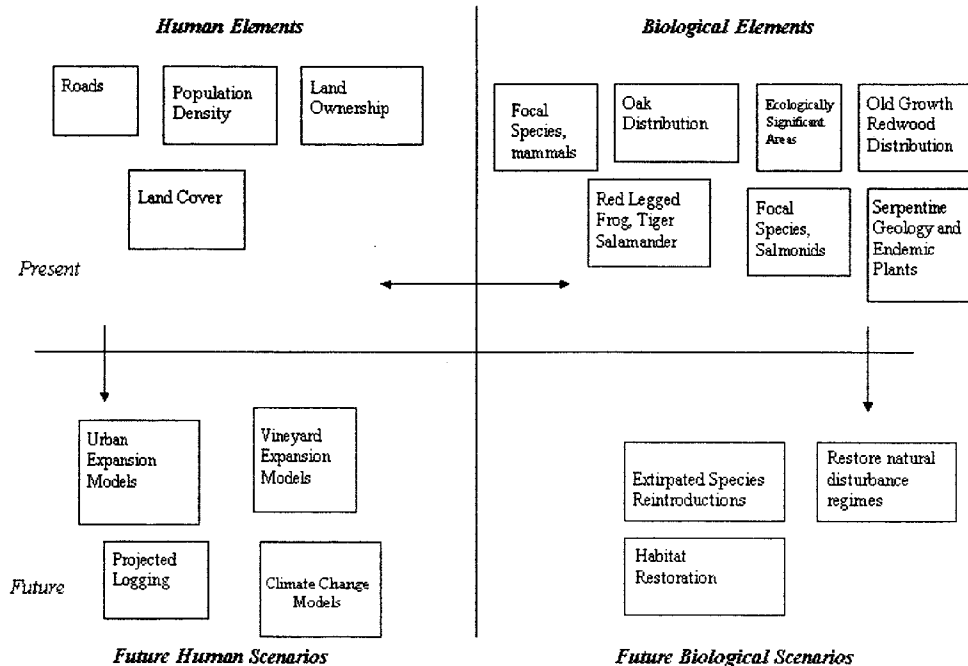 Human Elements
Biological Elements
Roads
Population
Density
Land
Ownership
Land Cover
Focal
Species,
mammals
Oak
Distribution
Ecologically
Significant
Areas
Old Growth
Redwood
Distribution
Red Legged
Frog, Tiger
Salamander
Focal
Species,
Salmonids
Serpentine
Geology and
Endemic
Plants
Present
Urban
Expansion
Models
Vineyard
Expansion
Models
Projected
Logging
Climate Change
Models
Extirpated Species
Reintroductions
Restore natural
disturbance
regimes
Habitat
Restoration
Future
Future Human Scenarios
Future Biological Scenarios